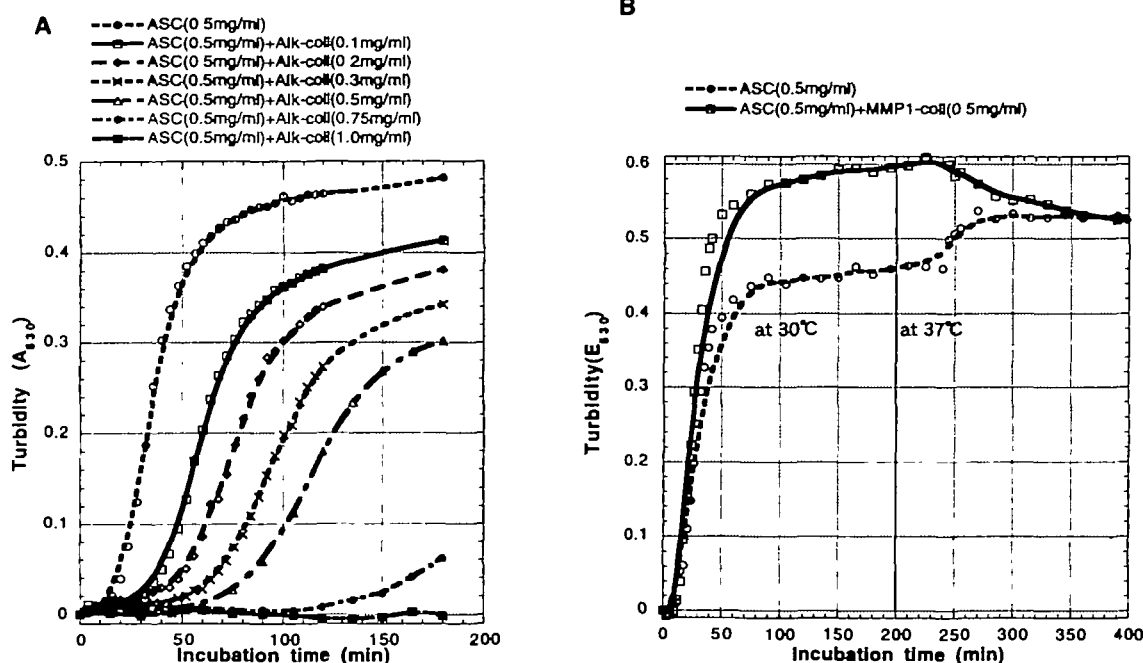 A
ASC(0 5mg/ml)
ASC(0.5mg/ml)+Alk-coll(0.1mg/ml)
ASC(0 5mg/ml)+Alk-coll(0 2mg/ml)
ASC(0.5mg/ml)+Alk-coll(0.3mg/ml)
ASC(0.5mg/ml)+Alk-coll(0.5mg/ml)
ASC(0.5mg/ml)+Alk-coll(0.75mg/ml)
ASC(0.5mg/ml)+Alk-coll(1.0mg/ml)
0.5
0.4
0.3
0.2
0.1
0
Turbidity (A530)
0 50 100 150 200
Incubation time (min)
B
ASC(0.5mg/ml)
ASC(0.5mg/ml)+MMP1-coll(0 5mg/ml)
0.6
0.5
0.4
0.3
0.2
0.1
0
Turbidity(E530)
at 30°C at 37°C
0 50 100 150 200 250 300 350 400
Incubation time (min)